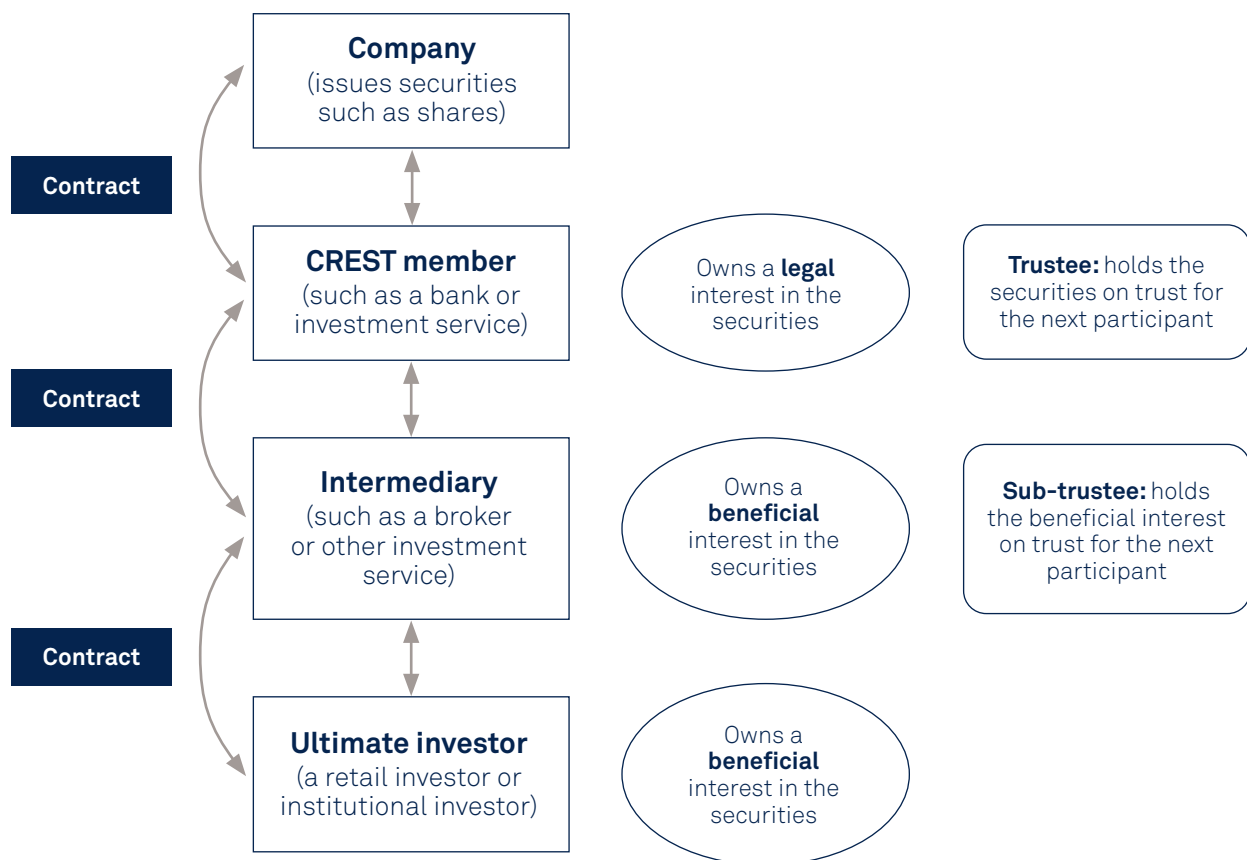 Company
(issues securities
such as shares)
Contract
CREST member
(such as a bank or
investment service)
Owns a legal
interest in the
securities
Trustee: holds the
securities on trust for
the next participant
Contract
Intermediary
(such as a broker
or other investment
service)
Owns a
beneficial
interest in the
securities
Sub-trustee: holds
the beneficial interest
on trust for the next
participant
Contract
Ultimate investor
(a retail investor or
institutional investor)
Owns a
beneficial
interest in the
securities